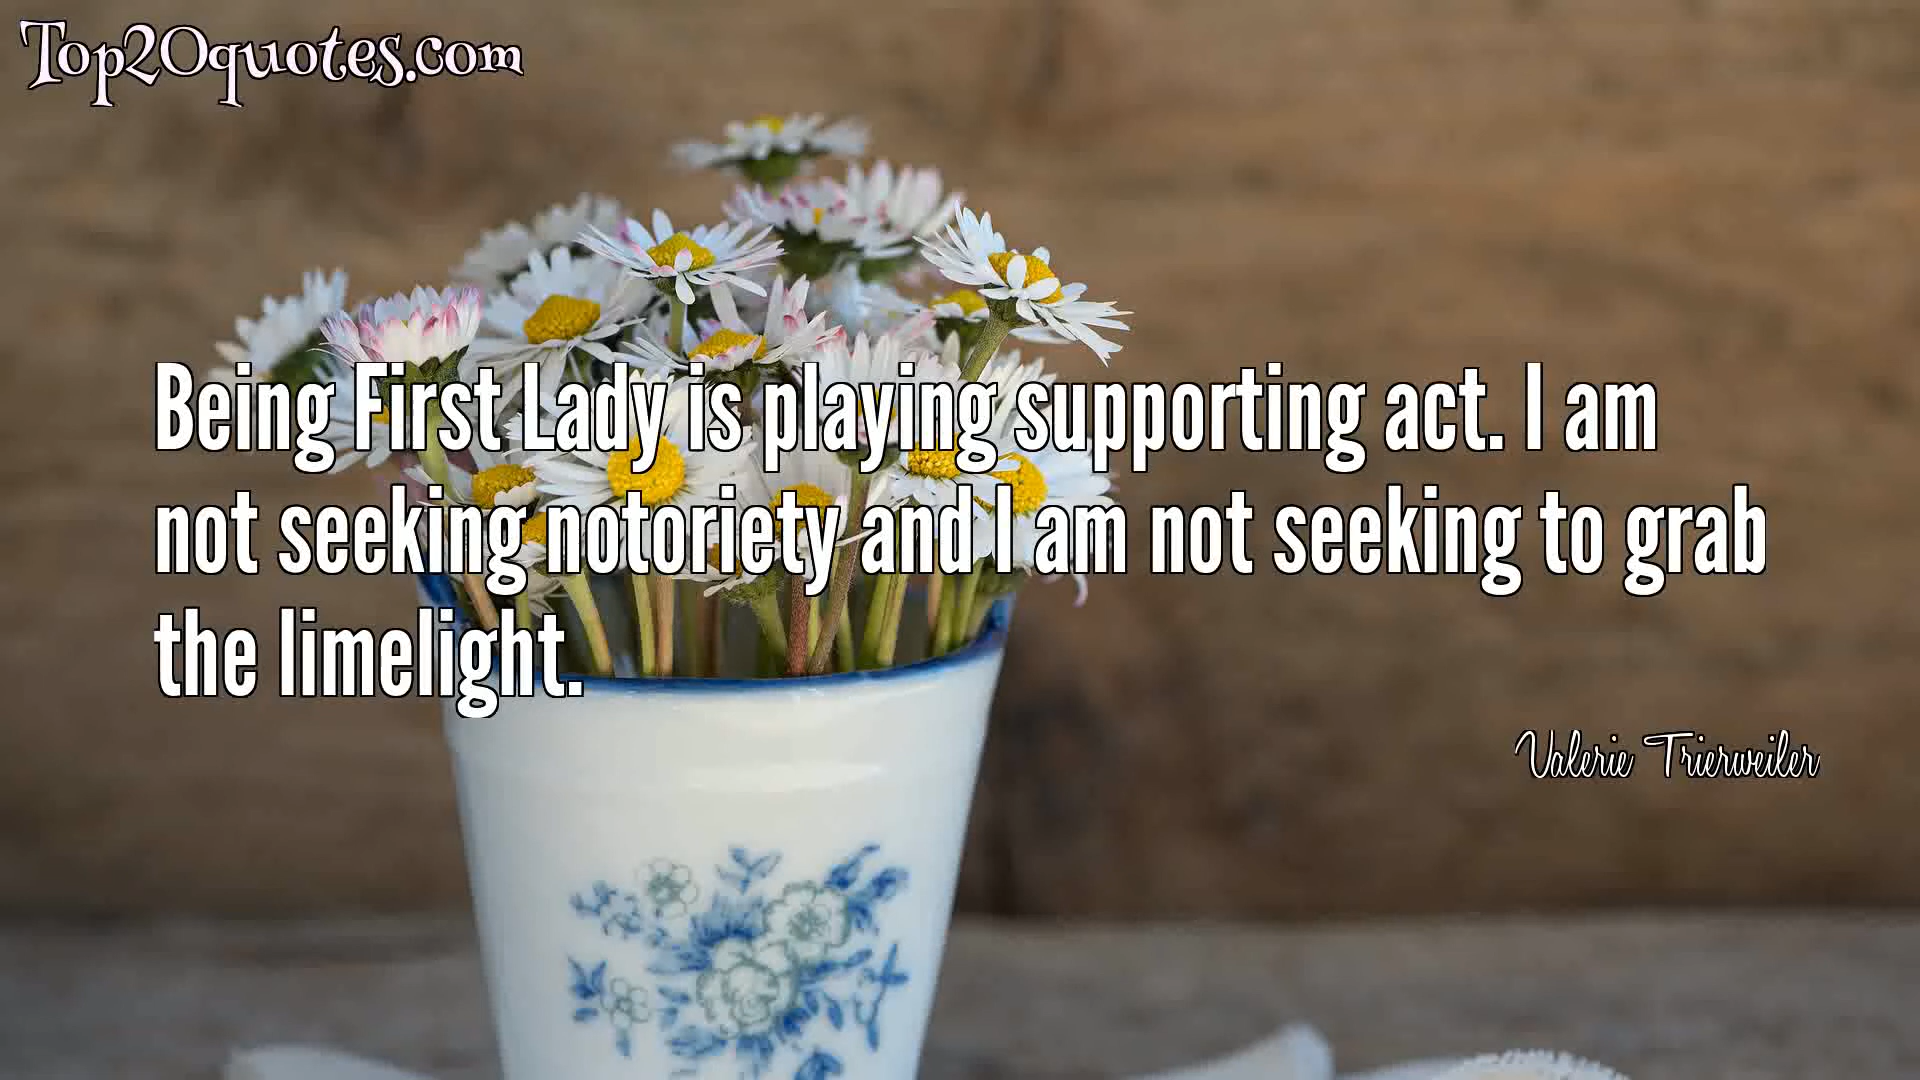 Top20quotes.com
Being First Lady is playing supporting act. I am
not seeking notoriety and I am not seeking to grab
the limelight.
Valerie Trierweiler